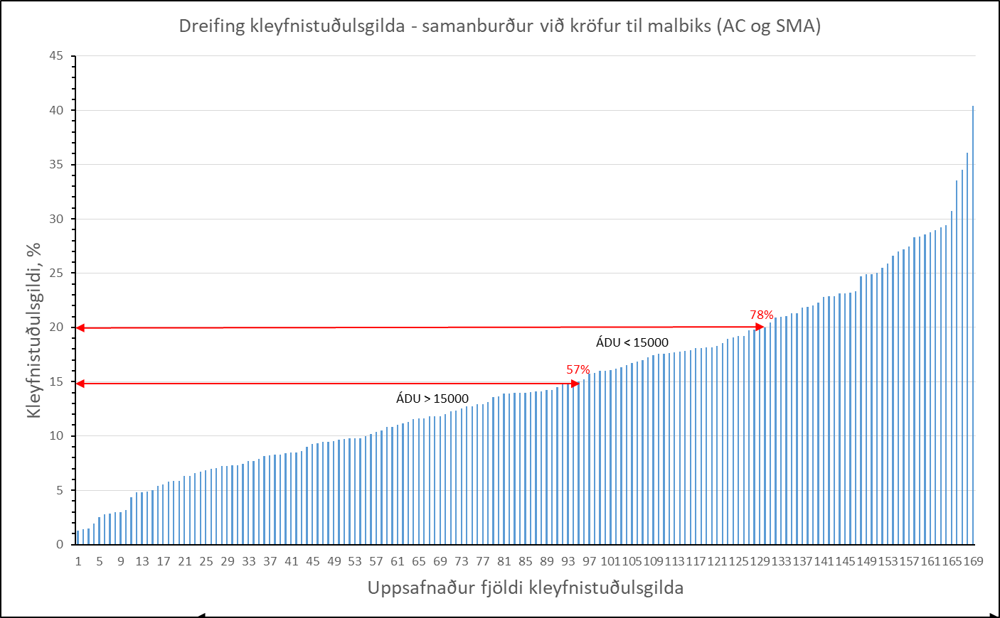 Dreifing kleyfnistuðulsgilda - samanburður við kröfur til malbiks (AC og SMA)
45
40
35
30
25
20
15
10
5
0
Kleyfnistuðulsgildi, %
78%
ÁDU < 15000
57%
ÁDU > 15000
1 5 9 13 17 21 25 29 33 37 41 45 49 53 57 61 65 69 73 77 81 85 89 93 97 101 105 109 113 117 121 125 129 133 137 141 145 149 153 157 161 165 169
Uppsafnaður fjöldi kleyfnistuðulsgilda